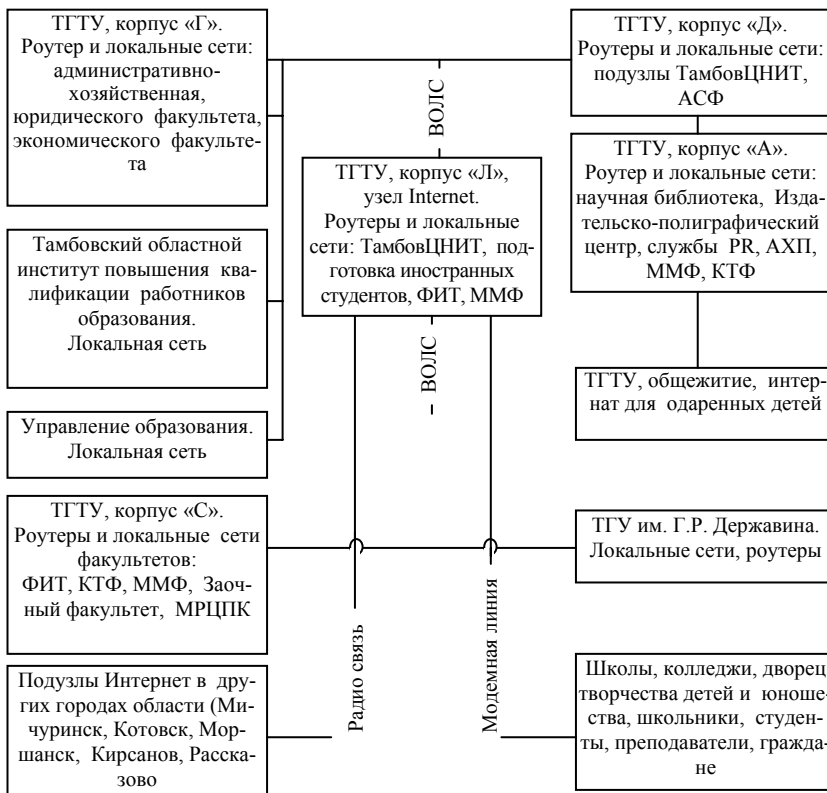 ТГТУ, корпус «Г».
Роутер и локальные сети:
административно-
хозяйственная,
юридического факультета,
экономического факульте-
та
ТГТУ, корпус «Д».
Роутеры и локальные сети:
подузлы ТамбовЦНИТ,
АСФ
ВОЛС
ТГТУ, корпус «А».
Роутер и локальные сети:
научная библиотека, Изда-
тельско-полиграфический
центр, службы PR, АХП,
ММФ, КТФ
ТГТУ, корпус «Л»,
узел Internet.
Роутеры и локальные
сети: ТамбовЦНИТ, под-
готовка иностранных
студентов, ФИТ, ММФ
Тамбовский областной
институт повышения ква-
лификации работников
образования.
Локальная сеть
ВОЛС
ТГТУ, общежитие, интер-
нат для одаренных детей
Управление образования.
Локальная сеть
ТГТУ, корпус «С».
Роутеры и локальные сети
факультетов:
ФИТ, КТФ, ММФ, Заоч-
ный факультет, МРЦПК
ТГУ им. Г.Р. Державина.
Локальные сети, роутеры
Радио связь
Модемная линия
Подузлы Интернет в дру-
гих городах области (Ми-
чуринск, Котовск, Мор-
шанск, Кирсанов, Расска-
зово
Школы, колледжи, дворец
творчества детей и юноше-
ства, школьники, студен-
ты, преподаватели, гражда-
не